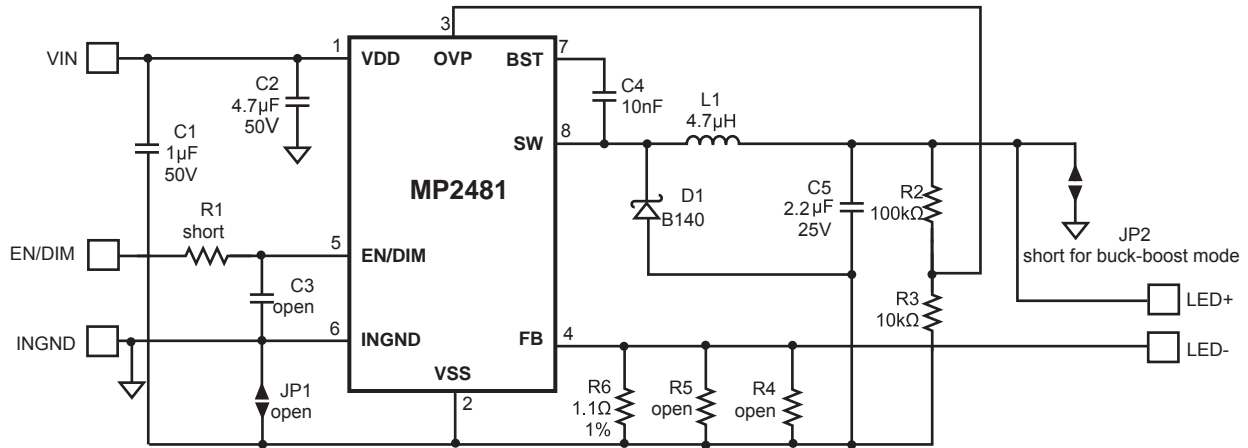 3
VIN
1
VDD
OVP
BST
7
C2
4.7µF
50V
C4
10nF
L1
4.7µH
C1
1µF
50V
SW
8
MP2481
R1
short
D1
B140
C5
2.2µF
25V
R2
100kΩ
JP2
short for buck-boost mode
EN/DIM
5
EN/DIM
C3
open
R3
10kΩ
LED+
INGND
6
INGND
FB
4
LED-
VSS
2
JP1
open
R6
1.1Ω
1%
R5
open
R4
open